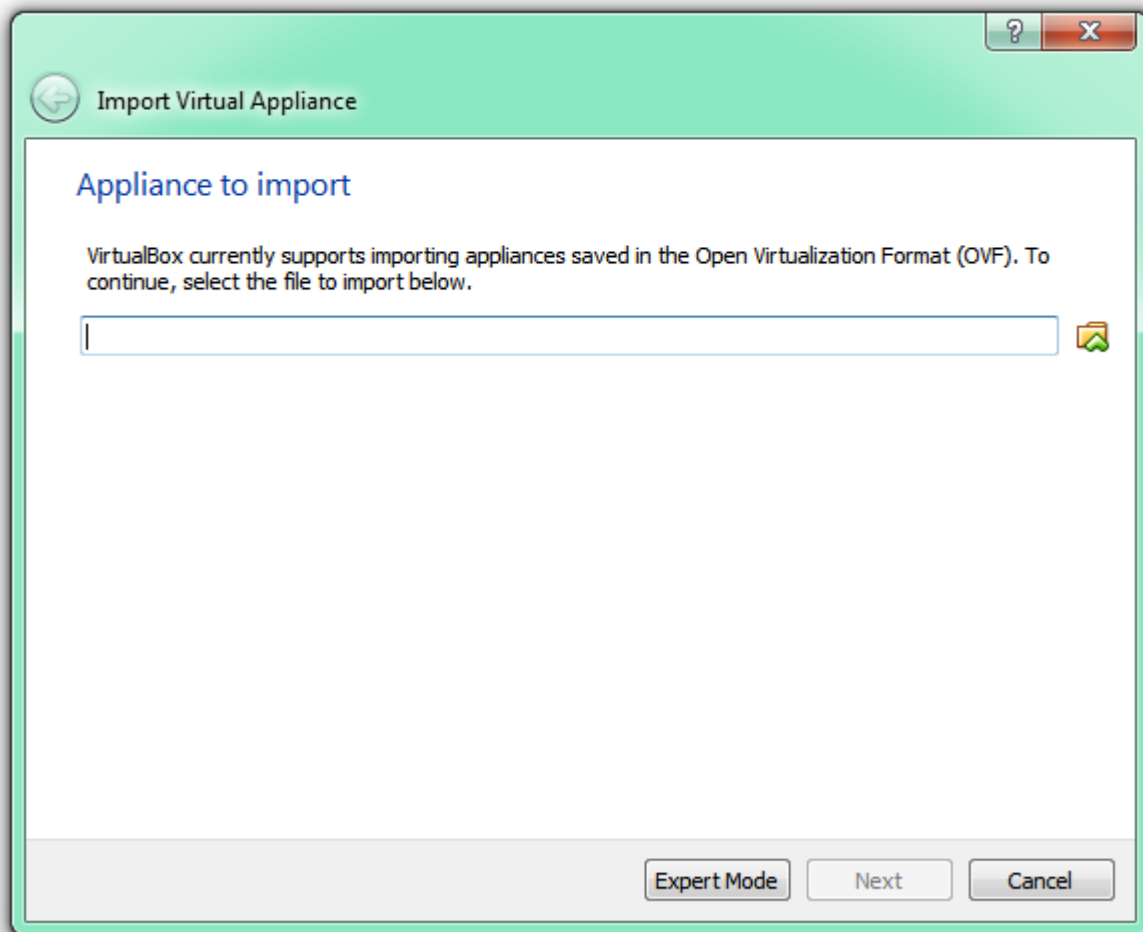 Import Virtual Appliance
Appliance to import
VirtualBox currently supports importing appliances saved in the Open Virtualization Format (OVF). To
continue, select the file to import below.
Expert Mode
Next
Cancel